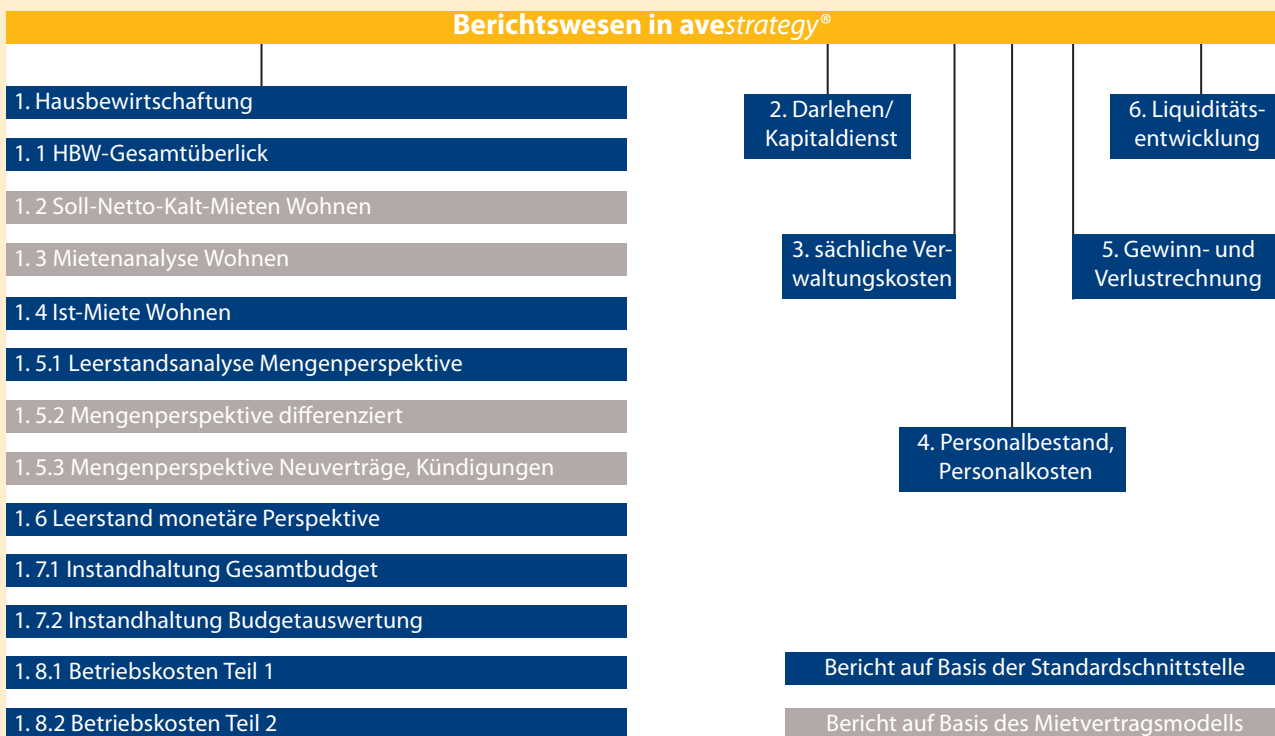 Berichtswesen in avestrategy®
1. Hausbewirtschaftung
1. 1 HBW-Gesamtüberlick
1. 2 Soll-Netto-Kalt-Mieten Wohnen
1. 3 Mietenanalyse Wohnen
1. 4 Ist-Miete Wohnen
1. 5.1 Leerstandsanalyse Mengenperspektive
1. 5.2 Mengenperspektive differenziert
1. 5.3 Mengenperspektive Neuverträge, Kündigungen
1. 6 Leerstand monetäre Perspektive
1. 7.1 Instandhaltung Gesamtbudget
1. 7.2 Instandhaltung Budgetauswertung
1. 8.1 Betriebskosten Teil 1
1. 8.2 Betriebskosten Teil 2
2. Darlehen/
Kapitaldienst
3. sächliche Ver-
waltungskosten
4. Personalbestand,
Personalkosten
5. Gewinn- und
Verlustrechnung
6. Liquiditäts-
entwicklung
Bericht auf Basis der Standardschnittstelle
Bericht auf Basis des Mietvertragsmodells